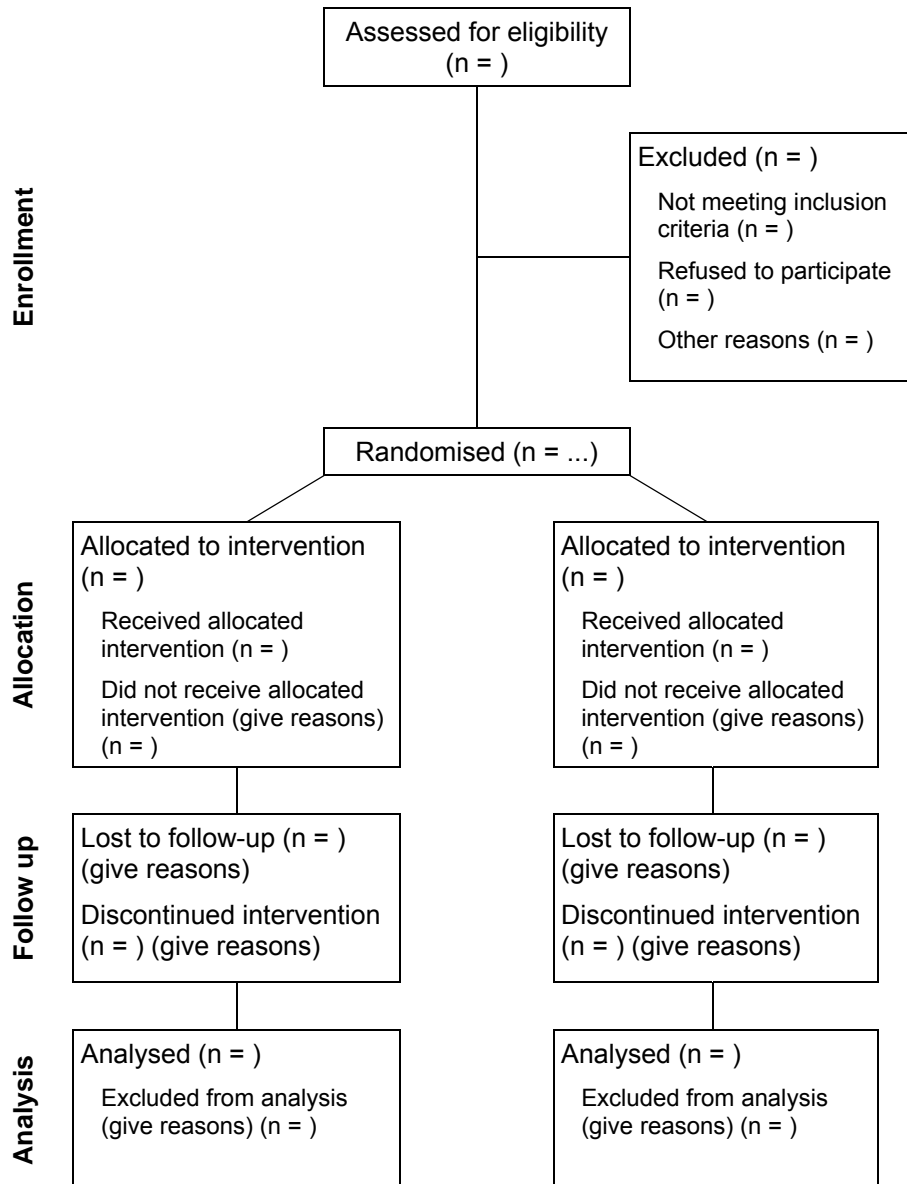 Assessed for eligibility
(n = )
Enrollment
Excluded (n = )
Not meeting inclusion
criteria (n = )
Refused to participate
(n = )
Other reasons (n = )
Randomised (n = ...)
Allocation
Allocated to intervention
(n = )
Received allocated
intervention (n = )
Did not receive allocated
intervention (give reasons)
(n = )
Allocated to intervention
(n = )
Received allocated
intervention (n = )
Did not receive allocated
intervention (give reasons)
(n = )
Follow up
Lost to follow-up (n = )
(give reasons)
Discontinued intervention
(n = ) (give reasons)
Lost to follow-up (n = )
(give reasons)
Discontinued intervention
(n = ) (give reasons)
Analysis
Analysed (n = )
Excluded from analysis
(give reasons) (n = )
Analysed (n = )
Excluded from analysis
(give reasons) (n = )